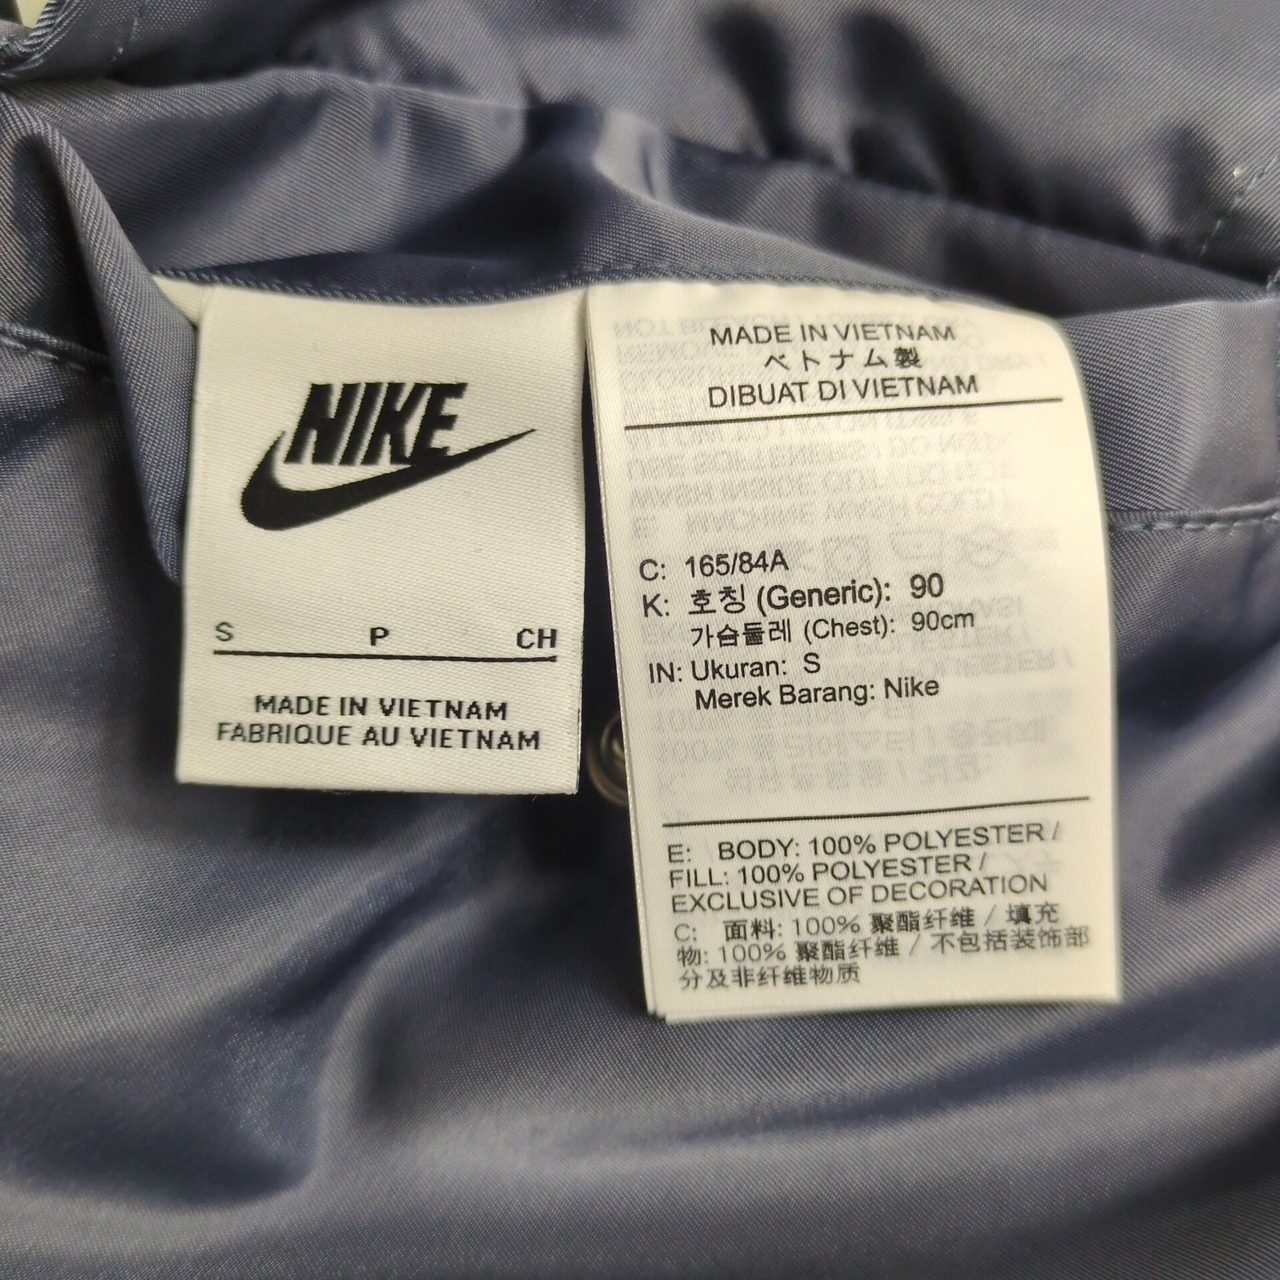 NIKE
S P CH
MADE IN VIETNAM
FABRIQUE AU VIETNAM
MADE IN VIETNAM
ベトナム製
DIBUAT DI VIETNAM
C: 165/84A
K: 호칭 (Generic): 90
가슴둘레 (Chest): 90cm
IN: Ukuran: S
Merek Barang: Nike
E: BODY: 100% POLYESTER /
FILL: 100% POLYESTER /
EXCLUSIVE OF DECORATION
C: 面料: 100% 聚酯纤维 / 填充
物: 100% 聚酯纤维 / 不包括装饰部
分及非纤维物质